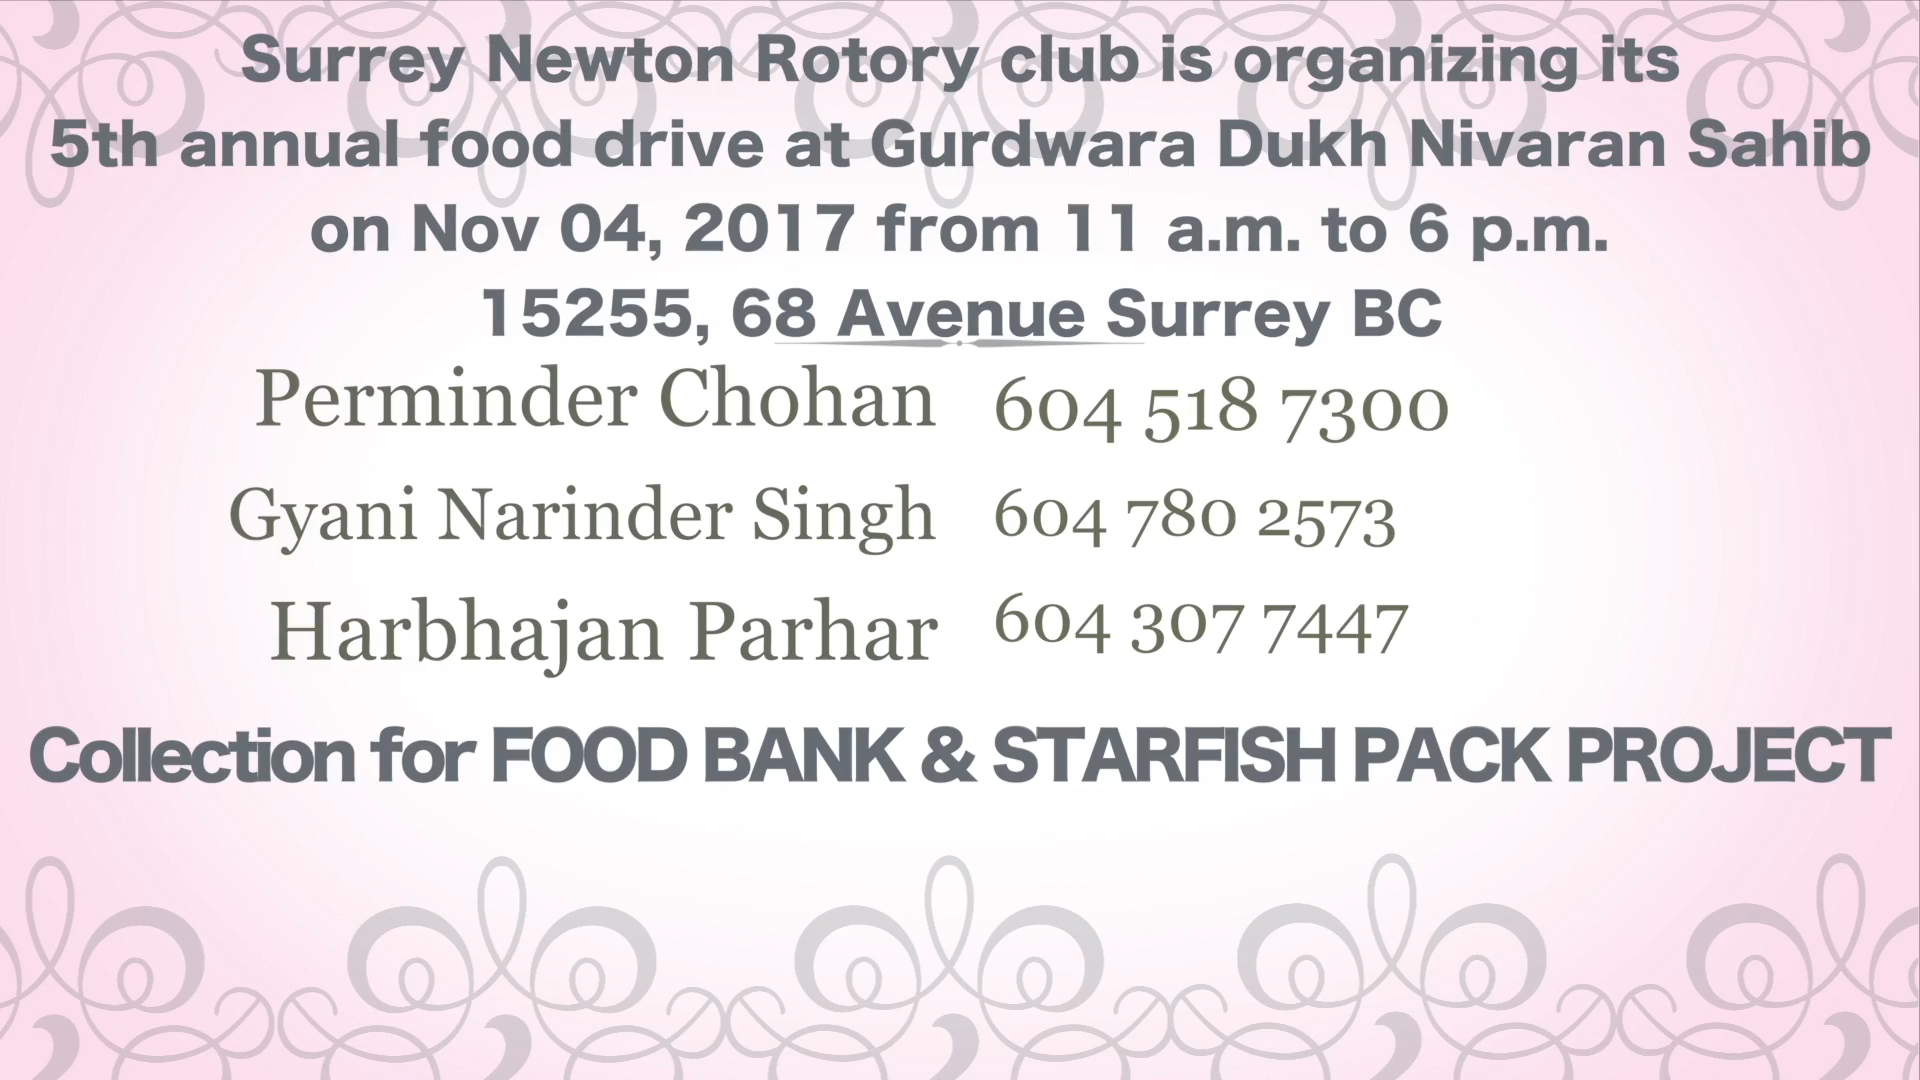 Surrey Newton Rotory club is organizing its
5th annual food drive at Gurdwara Dukh Nivaran Sahib
on Nov 04, 2017 from 11 a.m. to 6 p.m.
15255, 68 Avenue Surrey BC
Perminder Chohan 604 518 7300
Gyani Narinder Singh 604 780 2573
Harbhajan Parhar 604 307 7447
Collection for FOOD BANK & STARFISH PACK PROJECT